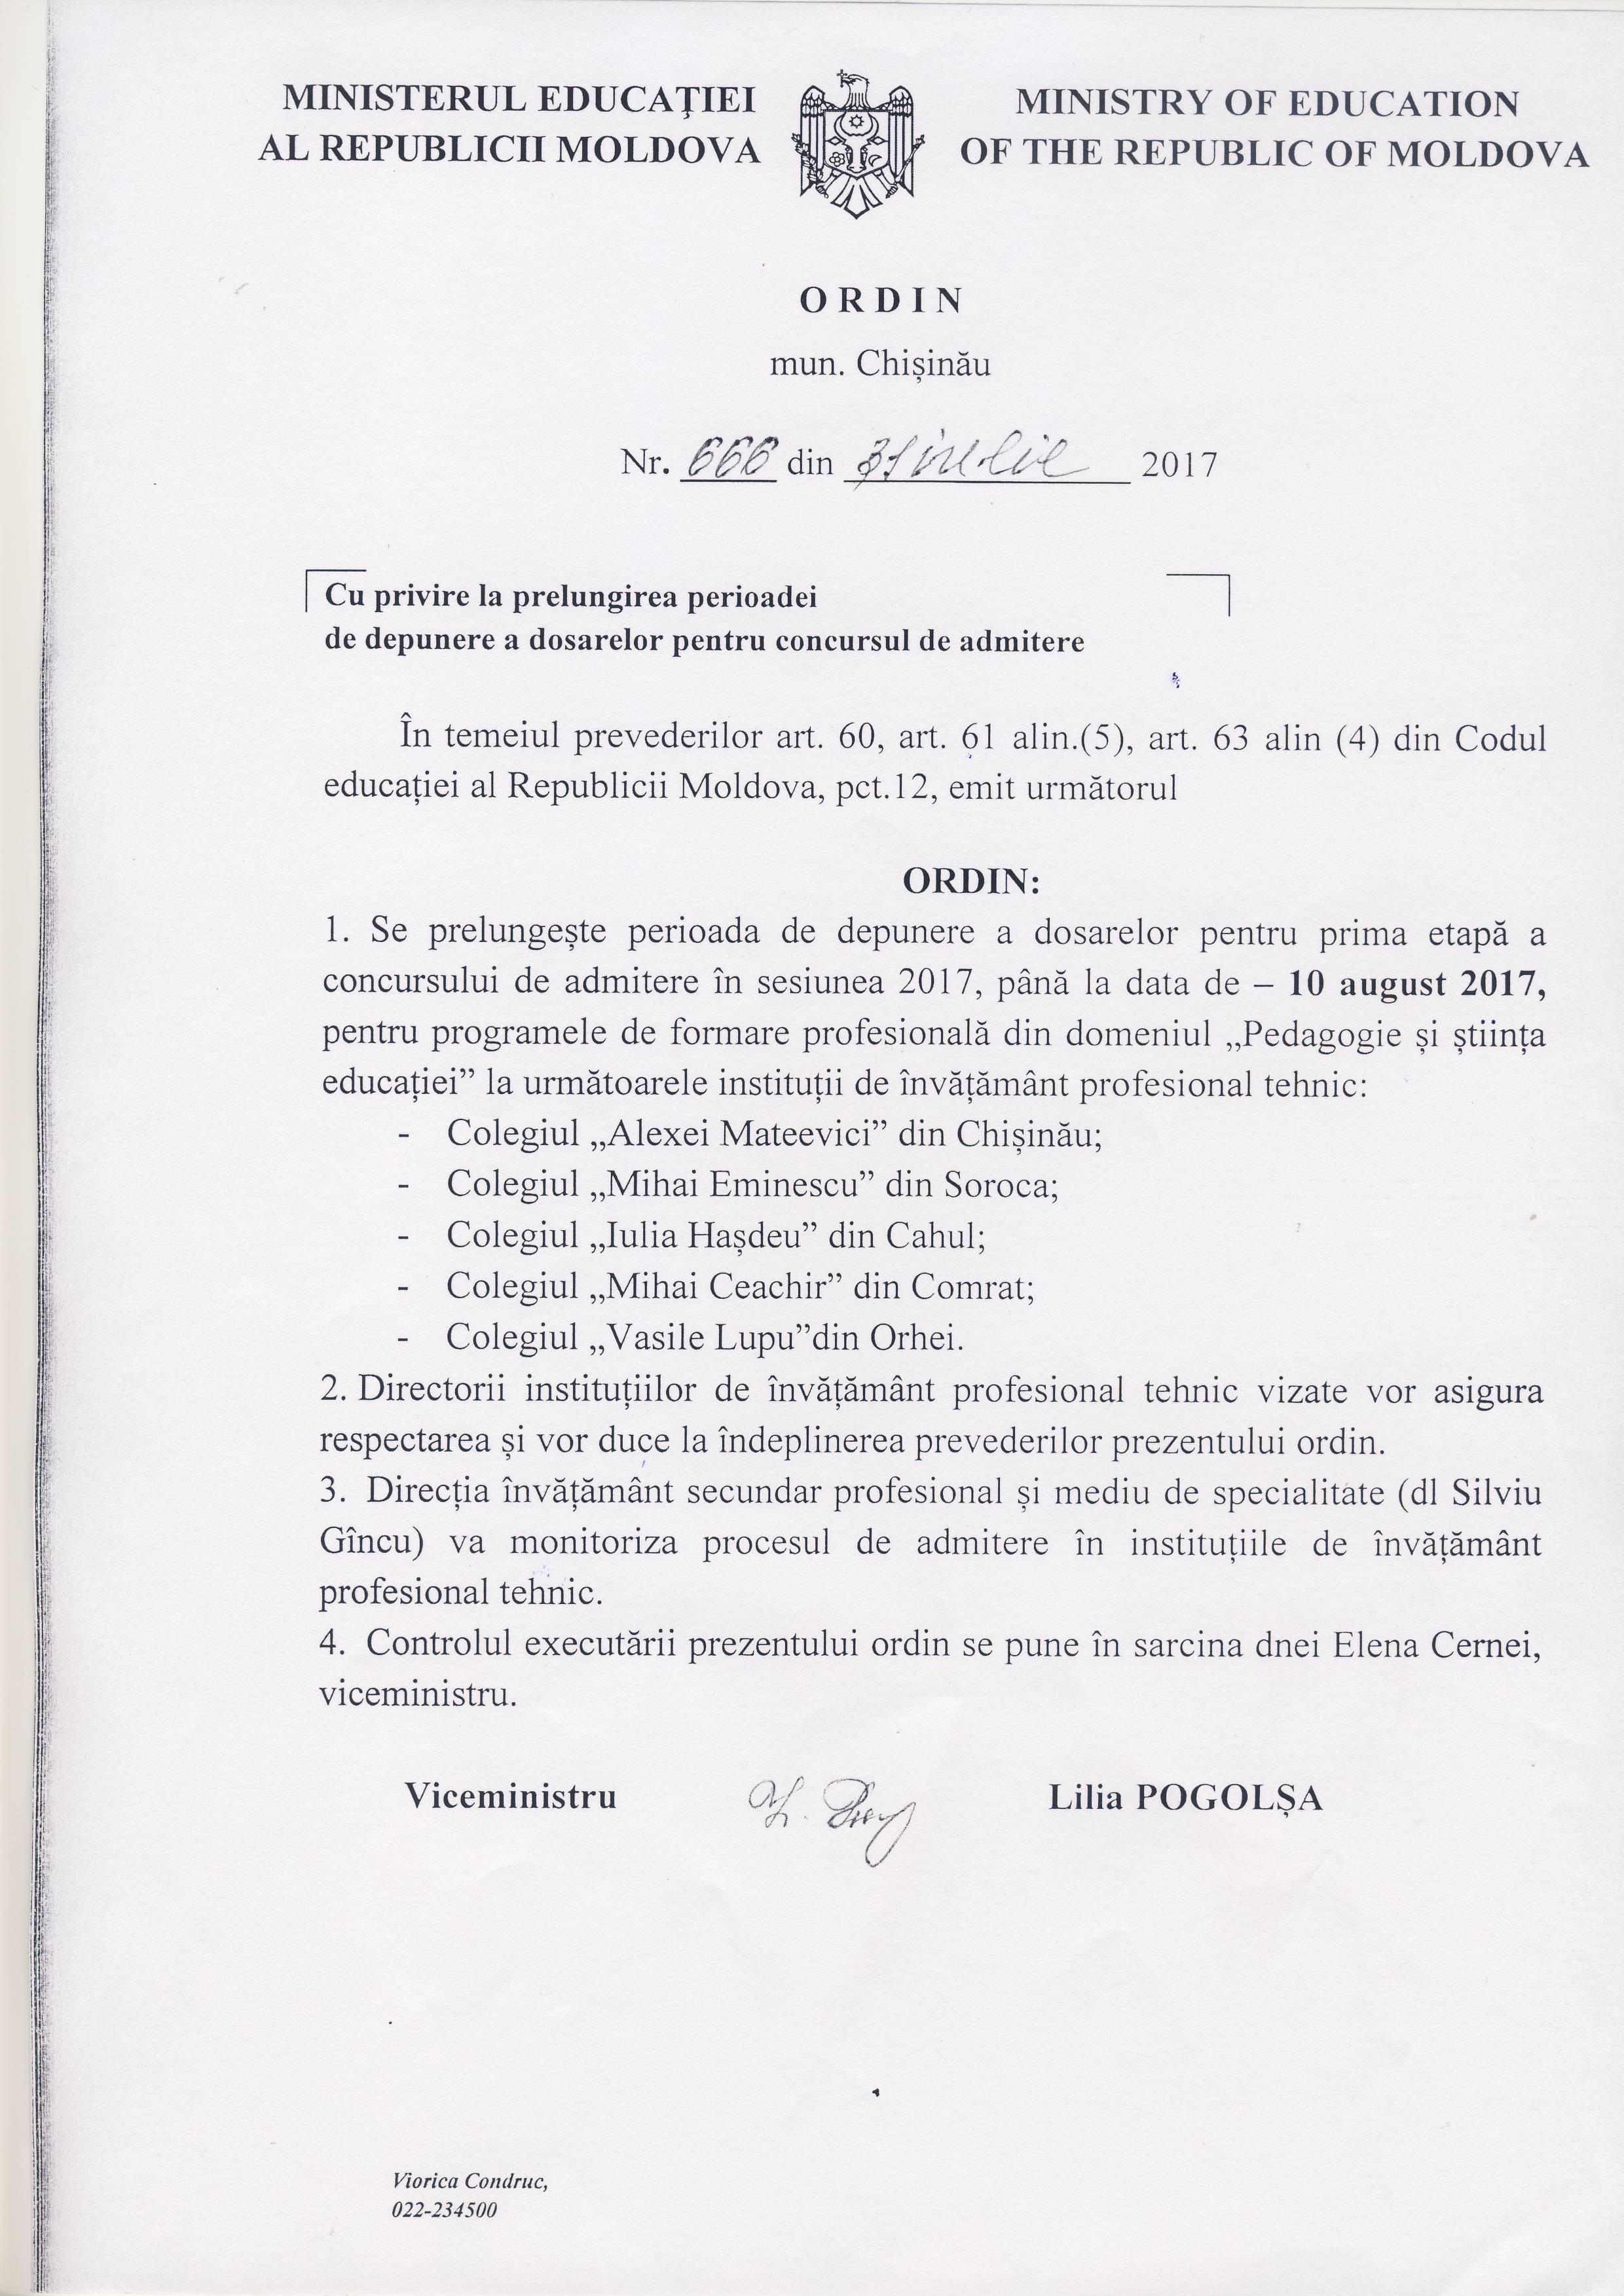 MINISTERUL EDUCAŢIEI
AL REPUBLICII MOLDOVA
MINISTRY OF EDUCATION
OF THE REPUBLIC OF MOLDOVA
O R D I N
mun. Chișinău
Nr. 666 din 31 iulie 2017
Cu privire la prelungirea perioadei
de depunere a dosarelor pentru concursul de admitere
În temeiul prevederilor art. 60, art. 61 alin.(5), art. 63 alin (4) din Codul
educației al Republicii Moldova, pct.12, emit următorul
ORDIN:
1. Se prelungește perioada de depunere a dosarelor pentru prima etapă a
concursului de admitere în sesiunea 2017, până la data de – 10 august 2017,
pentru programele de formare profesională din domeniul „Pedagogie și știința
educației” la următoarele instituții de învățământ profesional tehnic:
- Colegiul „Alexei Mateevici” din Chișinău;
- Colegiul „Mihai Eminescu” din Soroca;
- Colegiul „Iulia Hașdeu” din Cahul;
- Colegiul „Mihai Ceachir” din Comrat;
- Colegiul „Vasile Lupu”din Orhei.
2. Directorii instituțiilor de învățământ profesional tehnic vizate vor asigura
respectarea și vor duce la îndeplinerea prevederilor prezentului ordin.
3. Direcția învățământ secundar profesional și mediu de specialitate (dl Silviu
Gîncu) va monitoriza procesul de admitere în instituțiile de învățământ
profesional tehnic.
4. Controlul executării prezentului ordin se pune în sarcina dnei Elena Cernei,
viceministru.
Viceministru Lilia POGOLȘA
Viorica Condruc,
022-234500